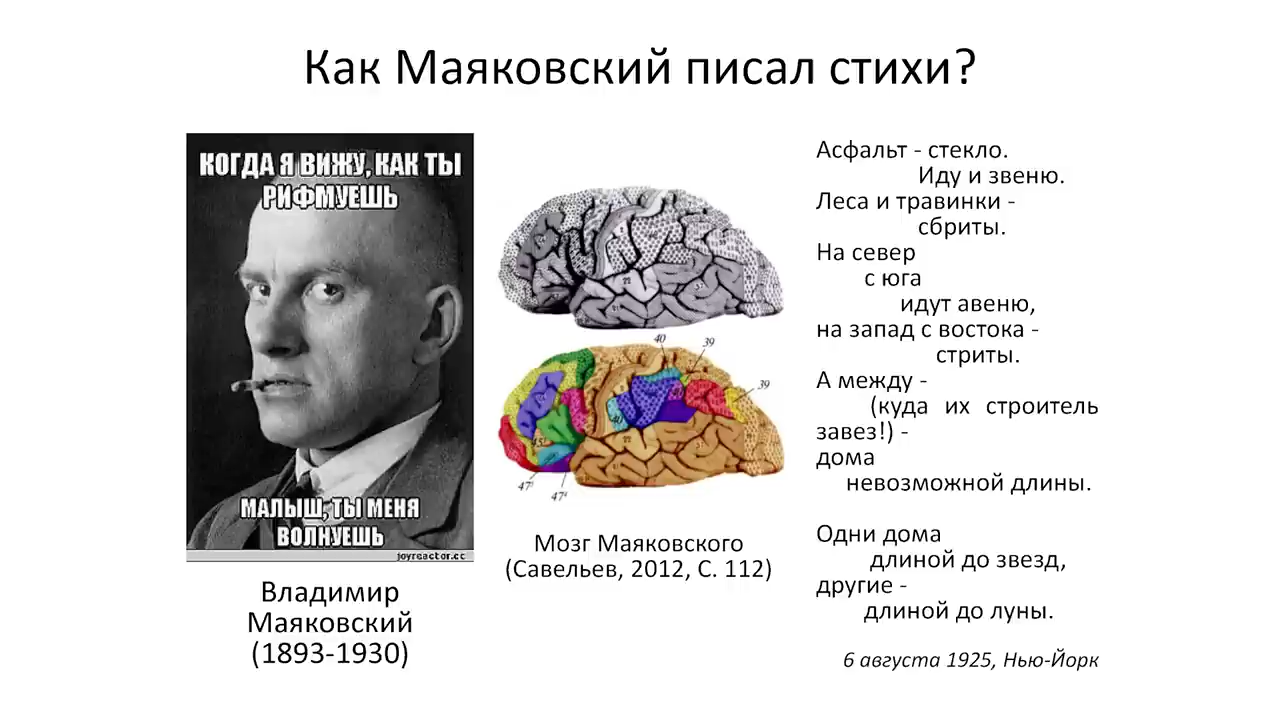 Как Маяковский писал стихи?
КОГДА Я ВИЖУ, КАК ТЫ
РИФМУЕШЬ
МАЛЫШ, ТЫ МЕНЯ
ВОЛНУЕШЬ
joyreactor.cc
Владимир
Маяковский
(1893-1930)
40
39
39
47
47
Мозг Маяковского
(Савельев, 2012, С. 112)
Асфальт - стекло.
Иду и звеню.
Леса и травинки -
сбриты.
На север
с юга
идут авеню,
на запад с востока -
стриты.
А между -
(куда их строитель
завез!) -
дома
невозможной длины.
Одни дома
длиной до звезд,
другие -
длиной до луны.
6 августа 1925, Нью-Йорк